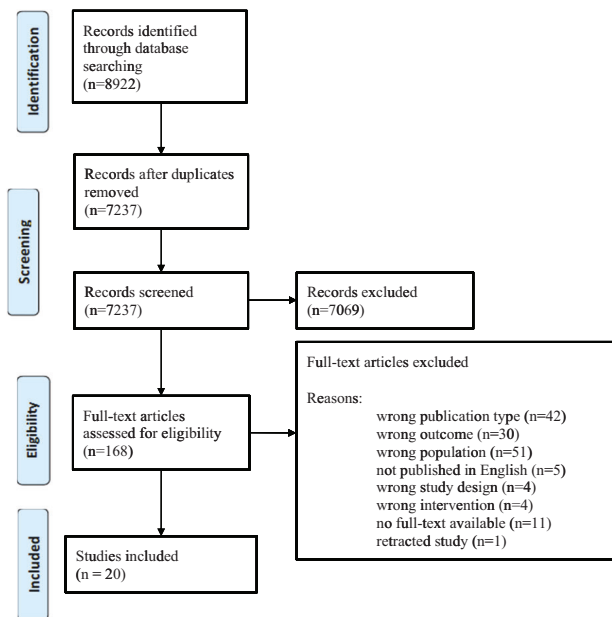 Identification
Records identified
through database
searching
(n=8922)
Records after duplicates
removed
(n=7237)
Screening
Records screened
(n=7237)
Records excluded
(n=7069)
Eligibility
Full-text articles
assessed for eligibility
(n=168)
Full-text articles excluded
Reasons:
wrong publication type (n=42)
wrong outcome (n=30)
wrong population (n=51)
not published in English (n=5)
wrong study design (n=4)
wrong intervention (n=4)
no full-text available (n=11)
retracted study (n=1)
Included
Studies included
(n = 20)